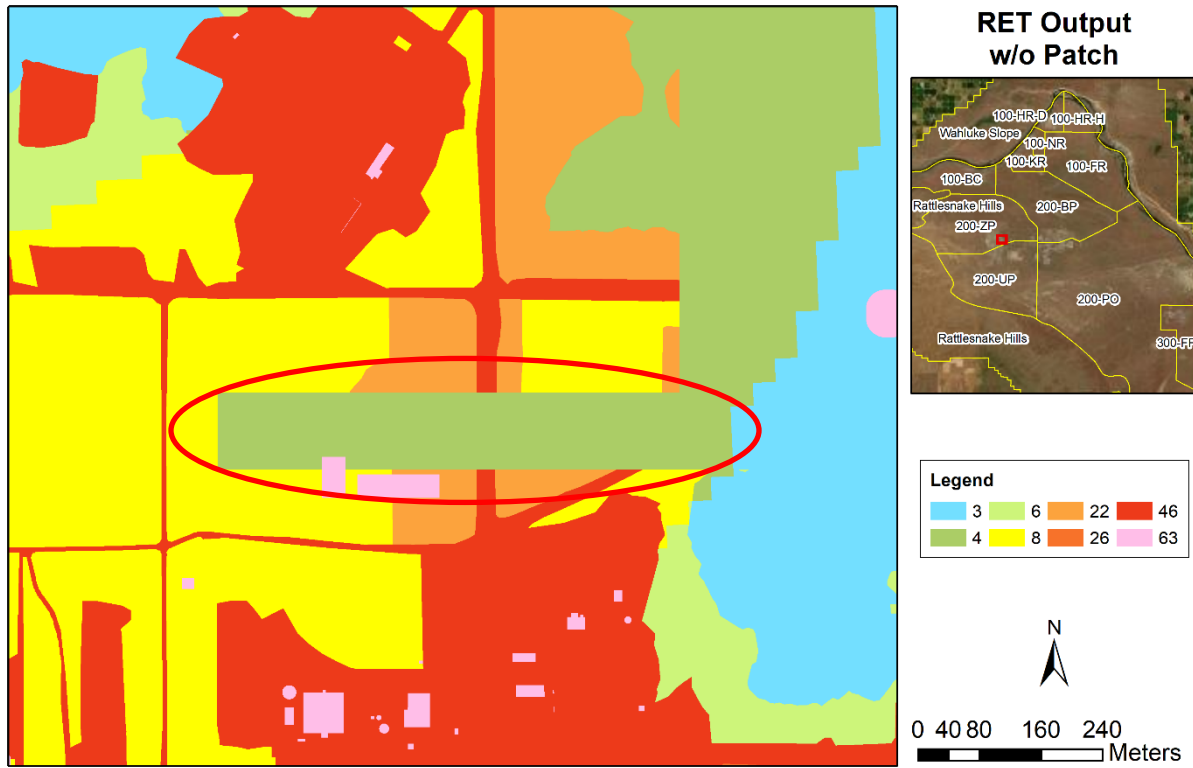 RET Output
w/o Patch
100-HR-D
100-HR-H
Wahluke Slope
100-NR
100-KR
100-FR
100-BC
Rattlesnake Hills
200-BP
200-ZP
200-UP
200-PO
300-FF
Rattlesnake Hills
Legend
3 6 22 46
4 8 26 63
N
0 40 80 160 240
Meters